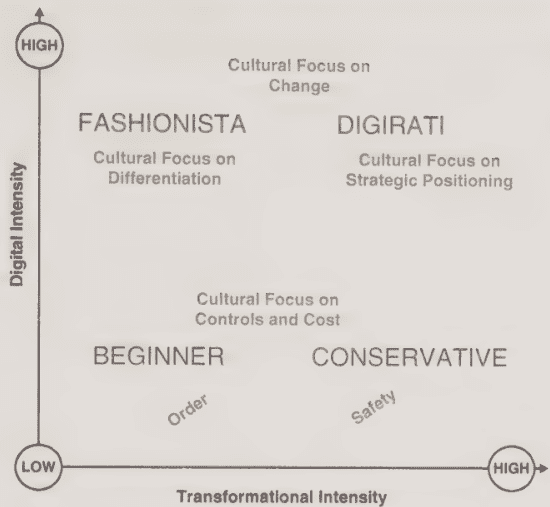 HIGH
Cultural Focus on
Change
FASHIONISTA
DIGIRATI
Cultural Focus on
Differentiation
Cultural Focus on
Strategic Positioning
Digital Intensity
Cultural Focus on
Controls and Cost
BEGINNER
CONSERVATIVE
Order
Safety
LOW
HIGH
Transformational Intensity